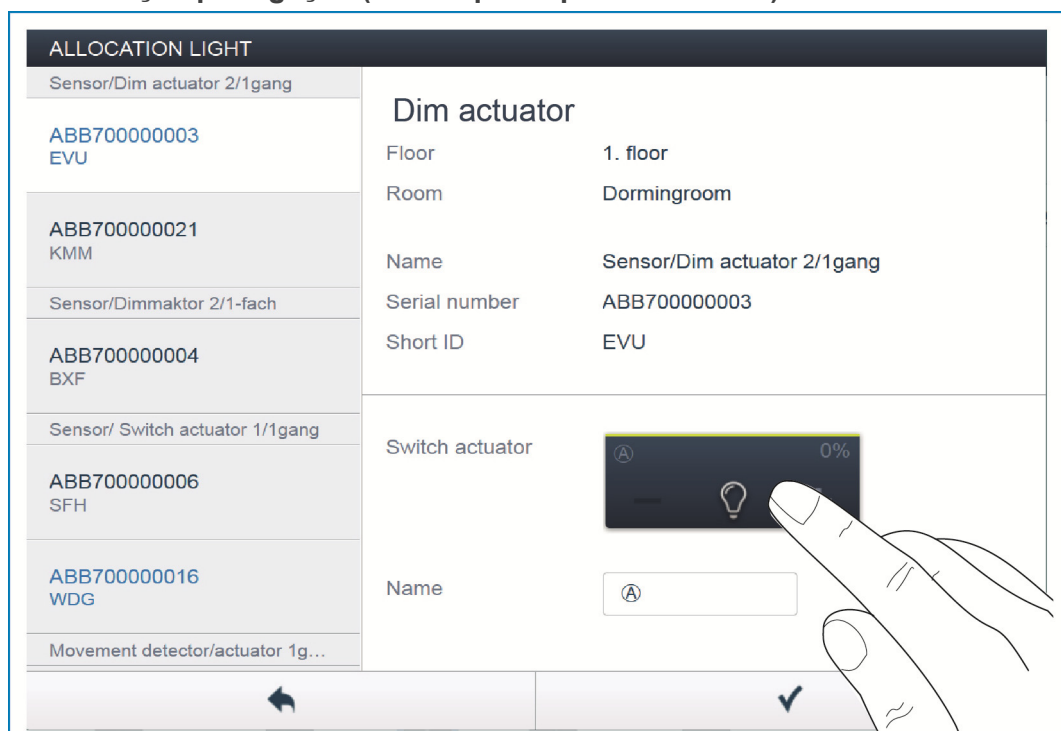 ALLOCATION LIGHT
Sensor/Dim actuator 2/1gang
ABB700000003
EVU
ABB700000021
KMM
Sensor/Dimmaktor 2/1-fach
ABB700000004
BXF
Sensor/ Switch actuator 1/1gang
ABB700000006
SFH
ABB700000016
WDG
Movement detector/actuator 1g...
Dim actuator
Floor 1. floor
Room Dormingroom
Name Sensor/Dim actuator 2/1gang
Serial number ABB700000003
Short ID EVU
Switch actuator
Ⓐ 0%
Name Ⓐ